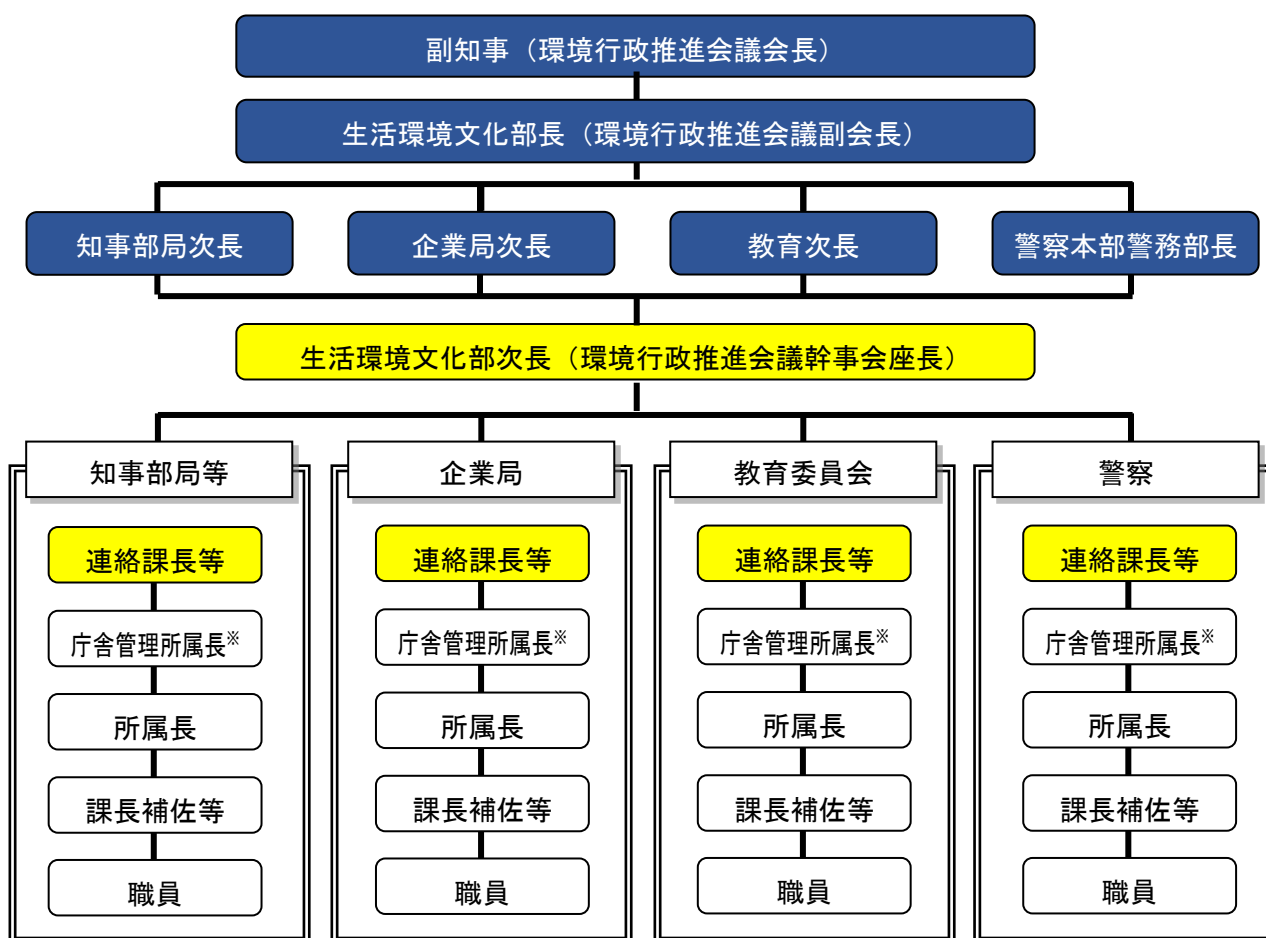 副知事（環境行政推進会議会長）
生活環境文化部長（環境行政推進会議副会長）
知事部局次長
企業局次長
教育次長
警察本部警務部長
生活環境文化部次長（環境行政推進会議幹事会座長）
知事部局等
連絡課長等
庁舎管理所属長※
所属長
課長補佐等
職員
企業局
連絡課長等
庁舎管理所属長※
所属長
課長補佐等
職員
教育委員会
連絡課長等
庁舎管理所属長※
所属長
課長補佐等
職員
警察
連絡課長等
庁舎管理所属長※
所属長
課長補佐等
職員